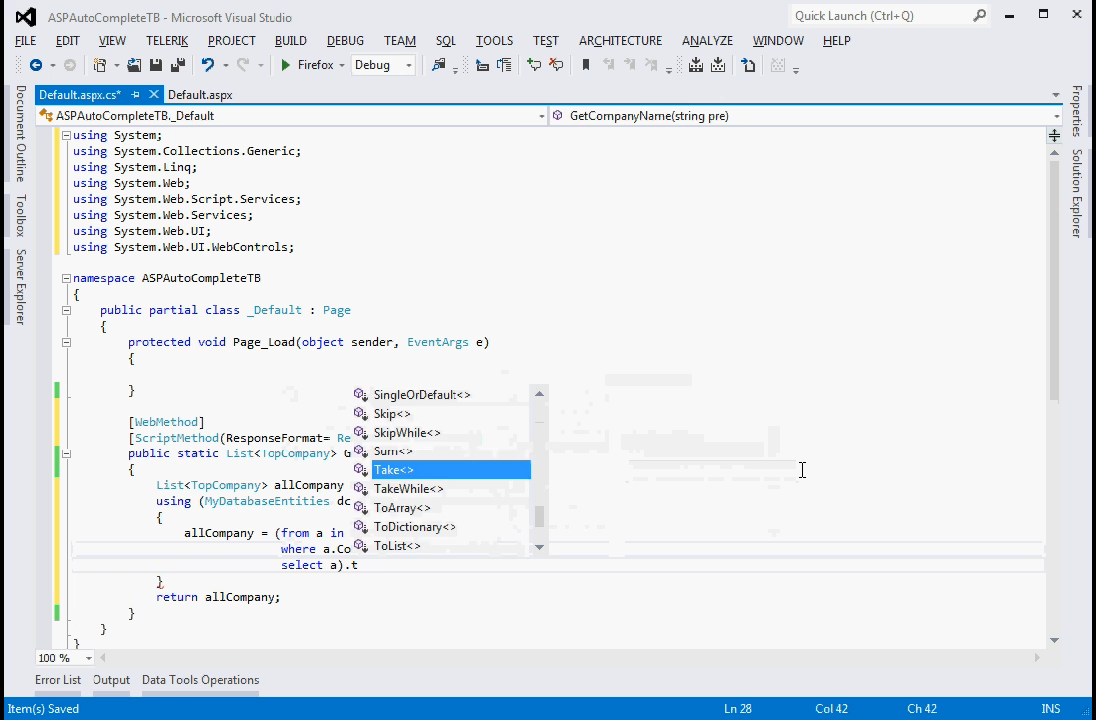 ASPAutoCompleteTB - Microsoft Visual Studio
Quick Launch (Ctrl+Q)
FILE EDIT VIEW TELERIK PROJECT BUILD DEBUG TEAM SQL TOOLS TEST ARCHITECTURE ANALYZE WINDOW HELP
Firefox Debug
Default.aspx.cs* Default.aspx
ASPAutoCompleteTB._Default GetCompanyName(string pre)
Document Outline
Toolbox
Server Explorer
Properties
Solution Explorer
using System;
using System.Collections.Generic;
using System.Linq;
using System.Web;
using System.Web.Script.Services;
using System.Web.Services;
using System.Web.UI;
using System.Web.UI.WebControls;
namespace ASPAutoCompleteTB
{
public partial class _Default : Page
{
protected void Page_Load(object sender, EventArgs e)
{
}
[WebMethod]
[ScriptMethod(ResponseFormat= Re
public static List<TopCompany> G
{
List<TopCompany> allCompany
using (MyDatabaseEntities dc
{
allCompany = (from a in
where a.Co
select a).t
}
return allCompany;
}
}
}
SingleOrDefault<>
Skip<>
SkipWhile<>
Sum<>
Take<>
TakeWhile<>
ToArray<>
ToDictionary<>
ToList<>
100 %
Error List Output Data Tools Operations
Item(s) Saved Ln 28 Col 42 Ch 42 INS